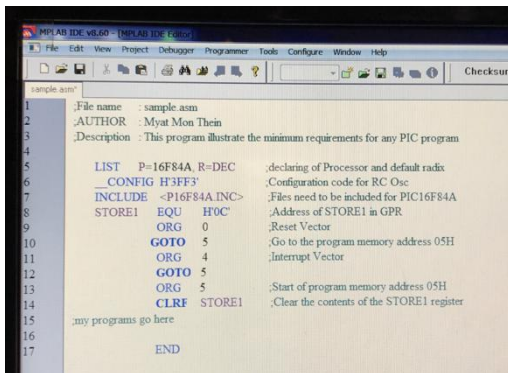 MPLAB IDE v8.60 - [MPLAB IDE Editor]
File Edit View Project Debugger Programmer Tools Configure Window Help
Checksum
sample.asm*
1 ;File name : sample.asm
2 ;AUTHOR : Myat Mon Thein
3 ;Description : This program illustrate the minimum requirements for any PIC program
4
5 LIST P=16F84A, R=DEC ;declaring of Processor and default radix
6 __CONFIG H'3FF3' ;Configuration code for RC Osc
7 INCLUDE <P16F84A.INC> ;Files need to be included for PIC16F84A
8 STORE1 EQU H'0C' ;Address of STORE1 in GPR
9 ORG 0 ;Reset Vector
10 GOTO 5 ;Go to the program memory address 05H
11 ORG 4 ;Interrupt Vector
12 GOTO 5
13 ORG 5 ;Start of program memory address 05H
14 CLRF STORE1 ;Clear the contents of the STORE1 register
15 ;my programs go here
16
17 END